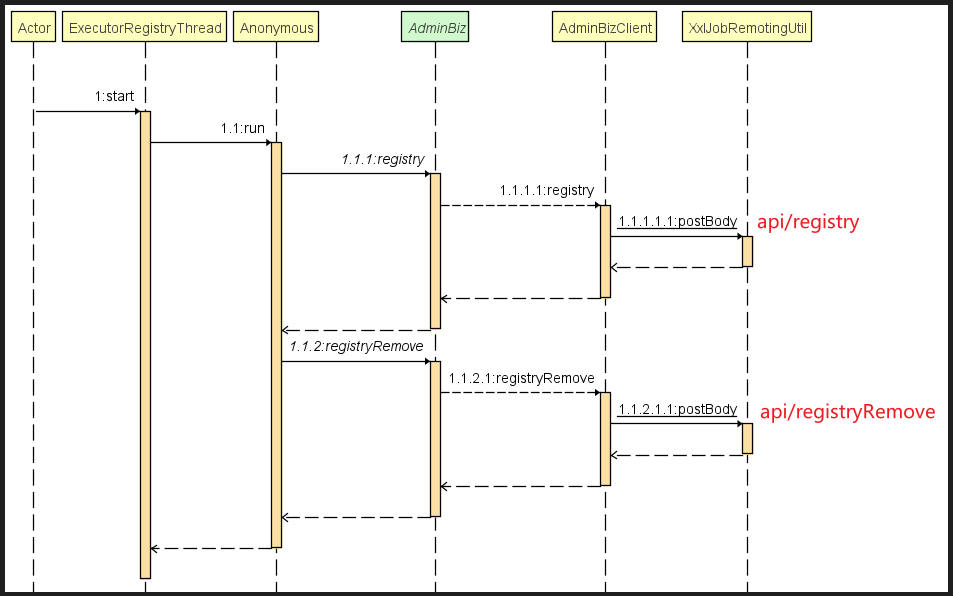 Actor
ExecutorRegistryThread
Anonymous
AdminBiz
AdminBizClient
XxlJobRemotingUtil
1:start
1.1:run
1.1.1:registry
1.1.1.1:registry
1.1.1.1.1:postBody
api/registry
1.1.2:registryRemove
1.1.2.1:registryRemove
1.1.2.1.1:postBody
api/registryRemove